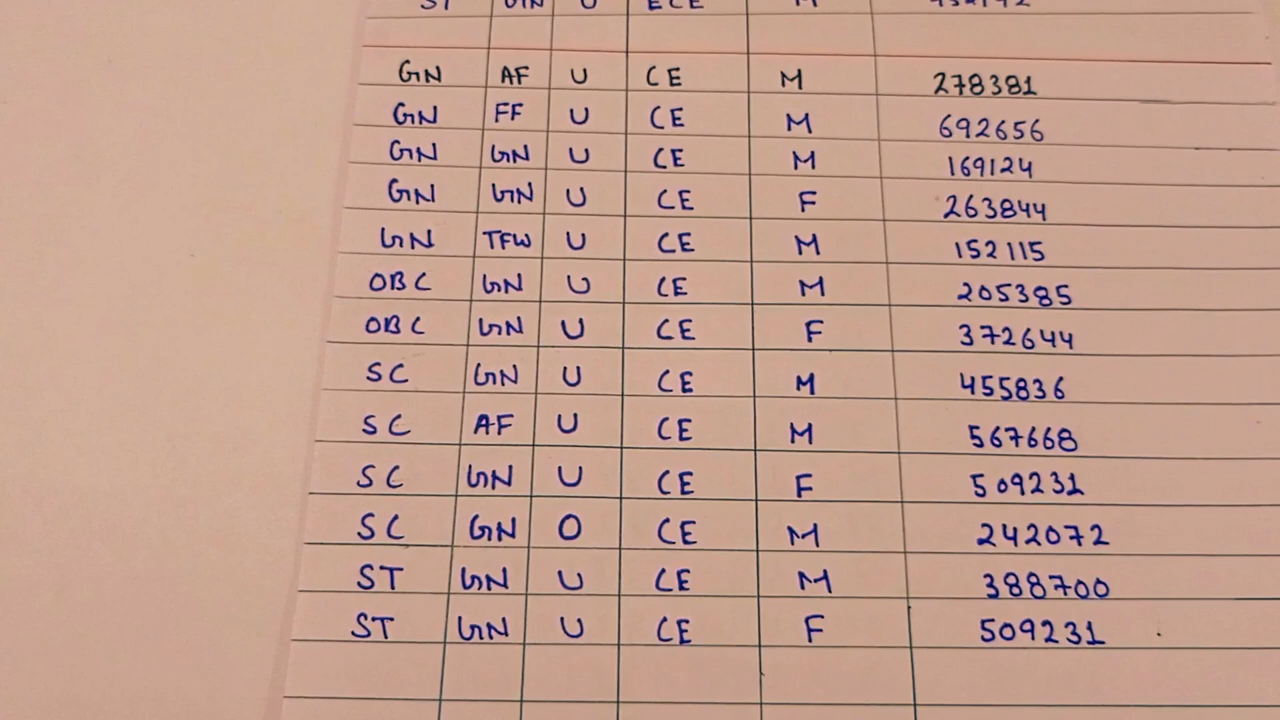 GN AF U CE M 278381
GN FF U CE M 692656
GN GN U CE M 169124
GN GN U CE F 263844
GN TFW U CE M 152115
OBC GN U CE M 205385
OBC GN U CE F 372644
SC GN U CE M 455836
SC AF U CE M 567668
SC GN U CE F 509231
SC GN O CE M 242072
ST GN U CE M 388700
ST GN U CE F 509231